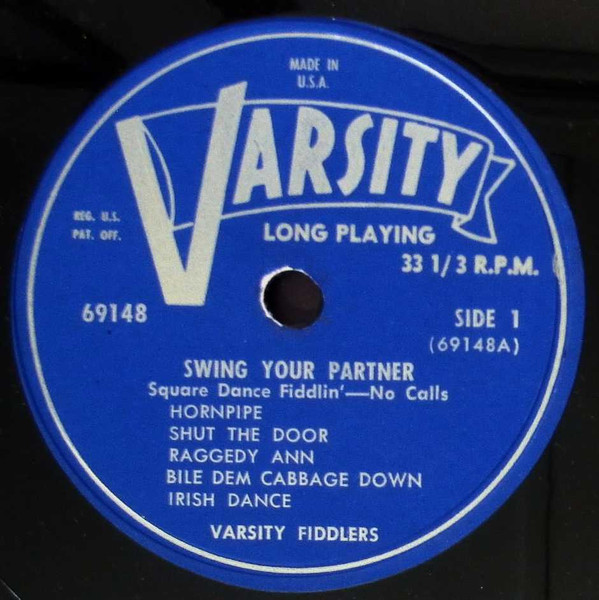 MADE IN
U.S.A.
VARSITY
REG. U.S.
PAT. OFF.
LONG PLAYING
33 1/3 R.P.M.
69148
SIDE 1
(69148A)
SWING YOUR PARTNER
Square Dance Fiddlin'—No Calls
HORNPIPE
SHUT THE DOOR
RAGGEDY ANN
BILE DEM CABBAGE DOWN
IRISH DANCE
VARSITY FIDDLERS